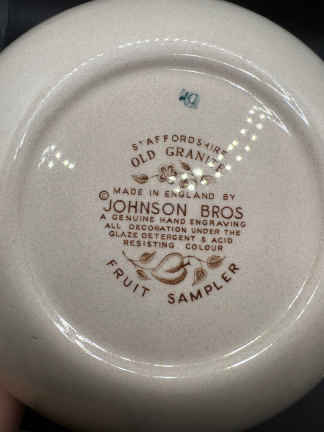 STAFFORDSHIRE
OLD GRANITE
MADE IN ENGLAND BY
© JOHNSON BROS
A GENUINE HAND ENGRAVING
ALL DECORATION UNDER THE
GLAZE DETERGENT & ACID
RESISTING COLOUR
FRUIT SAMPLER